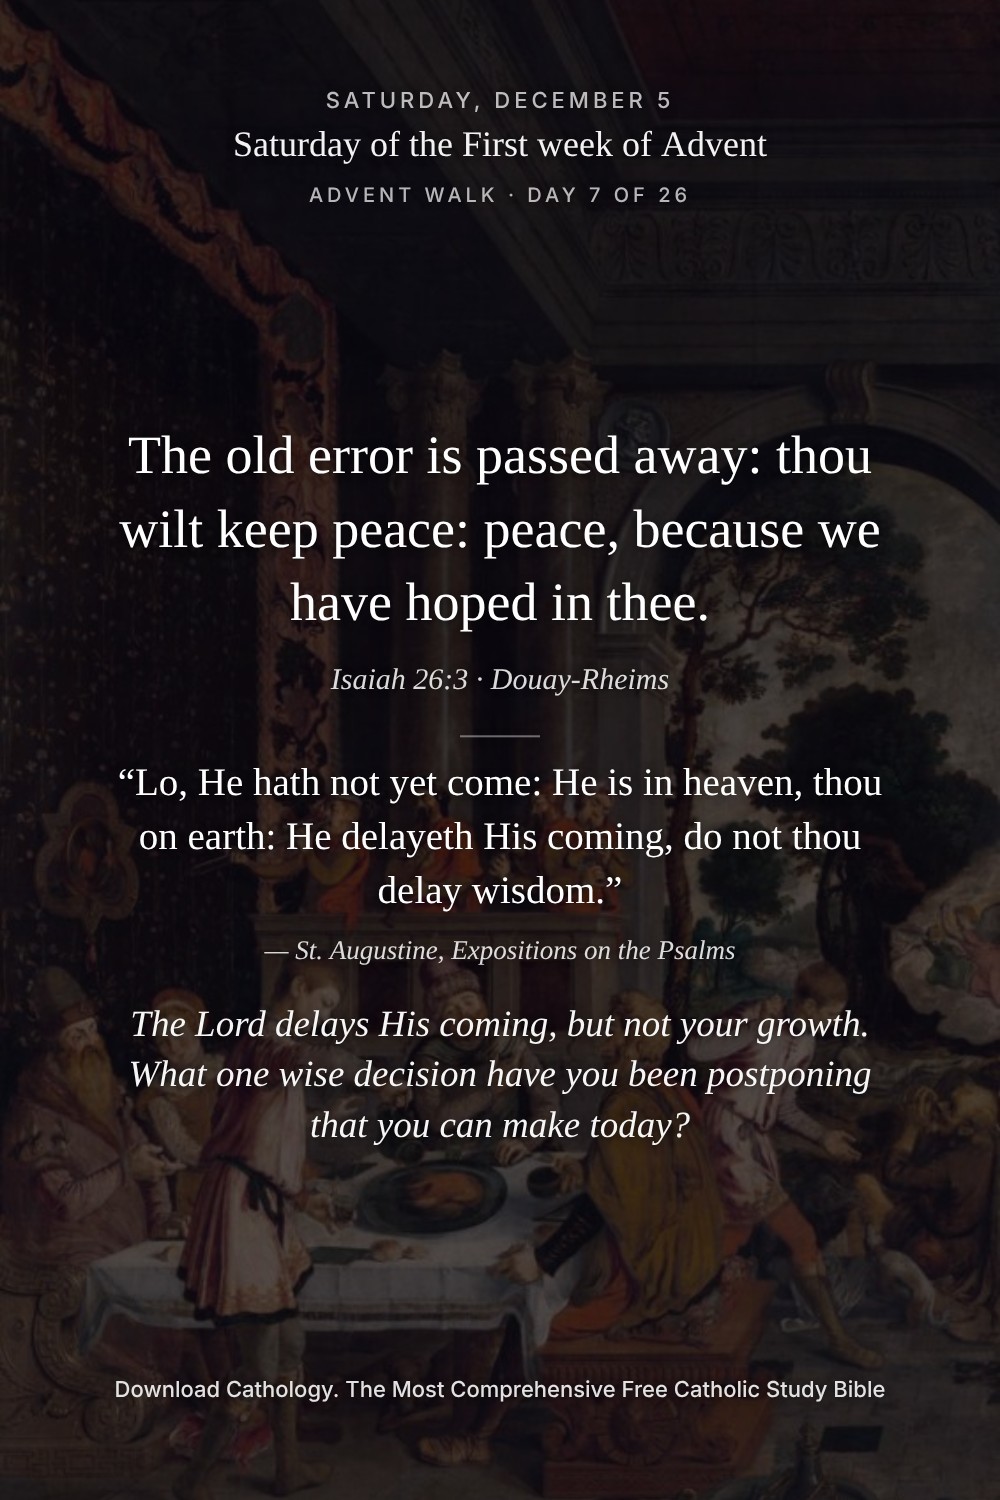 SATURDAY, DECEMBER 5
Saturday of the First week of Advent
ADVENT WALK · DAY 7 OF 26
The old error is passed away: thou
wilt keep peace: peace, because we
have hoped in thee.
Isaiah 26:3 · Douay-Rheims
“Lo, He hath not yet come: He is in heaven, thou
on earth: He delayeth His coming, do not thou
delay wisdom.”
— St. Augustine, Expositions on the Psalms
The Lord delays His coming, but not your growth.
What one wise decision have you been postponing
that you can make today?
Download Cathology. The Most Comprehensive Free Catholic Study Bible